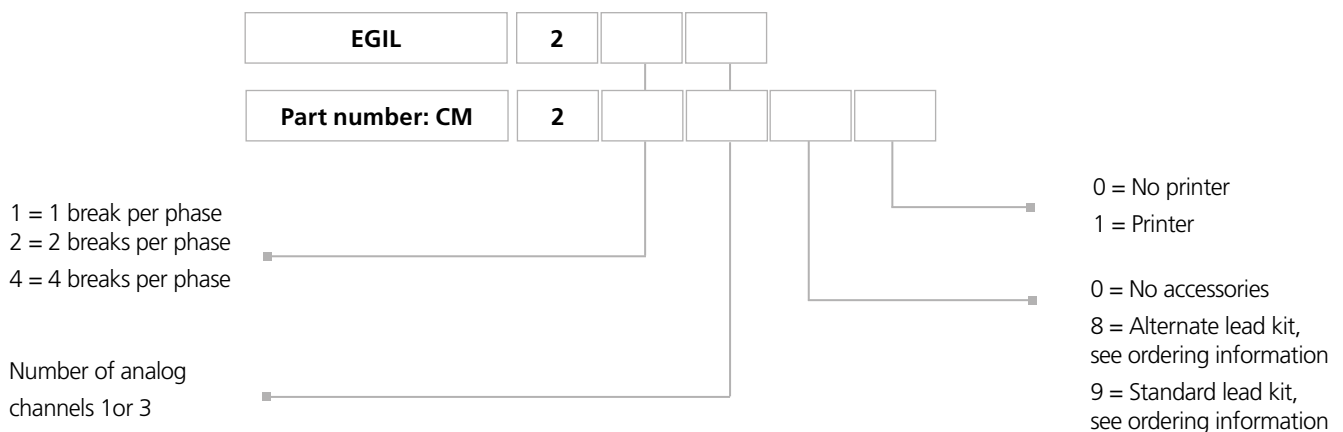 EGIL 2
Part number: CM 2
1 = 1 break per phase
2 = 2 breaks per phase
4 = 4 breaks per phase
Number of analog
channels 1or 3
0 = No printer
1 = Printer
0 = No accessories
8 = Alternate lead kit,
see ordering information
9 = Standard lead kit,
see ordering information